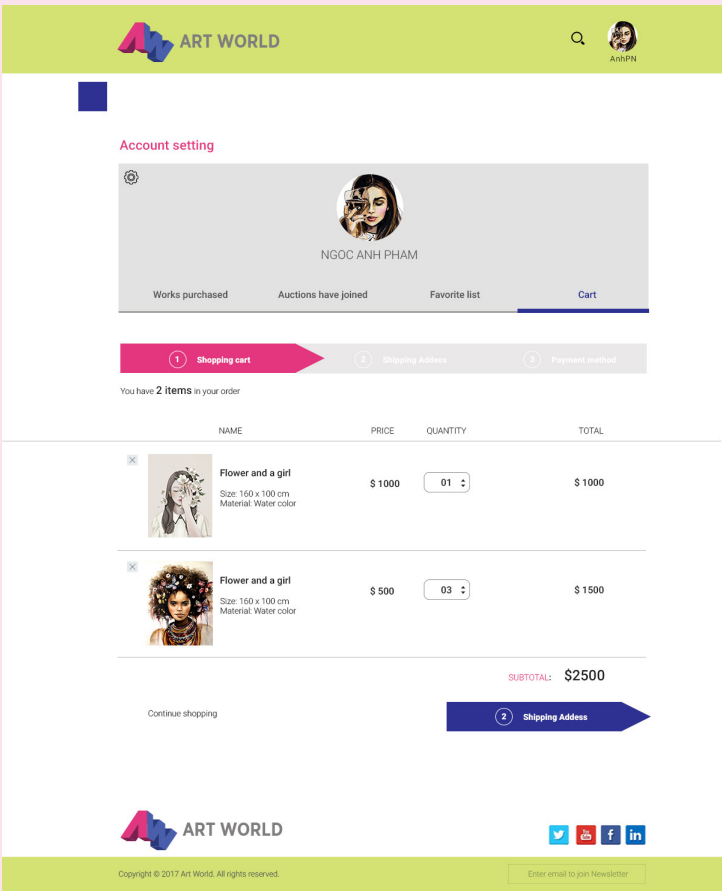 ART WORLD
AnhPN
Account setting
NGOC ANH PHAM
Works purchased Auctions have joined Favorite list Cart
1 Shopping cart 2 Shipping Addess 3 Payment method
You have 2 items in your order
NAME PRICE QUANTITY TOTAL
Flower and a girl
Size: 160 x 100 cm
Material: Water color
$ 1000 01 $ 1000
Flower and a girl
Size: 160 x 100 cm
Material: Water color
$ 500 03 $ 1500
SUBTOTAL: $2500
Continue shopping 2 Shipping Addess
ART WORLD
Copyright © 2017 Art World. All rights reserved. Enter email to join Newsletter